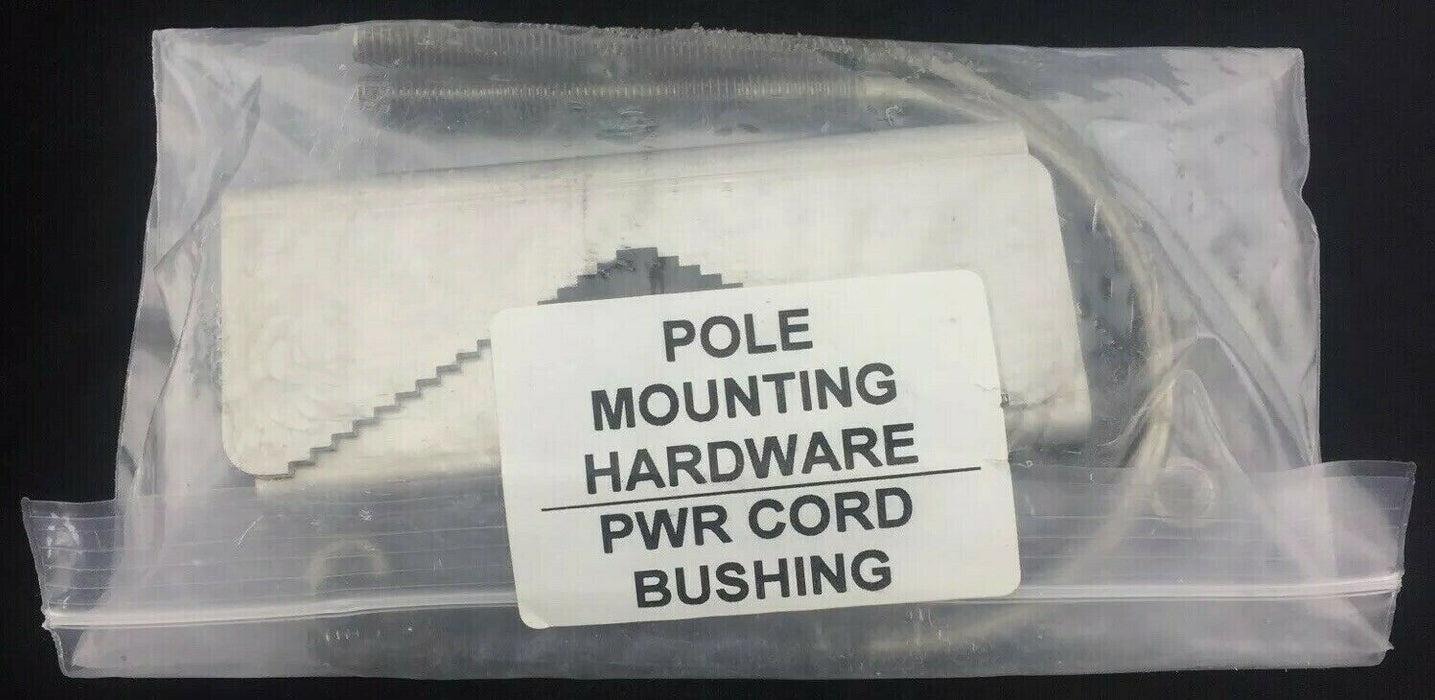 POLE
MOUNTING
HARDWARE
PWR CORD
BUSHING